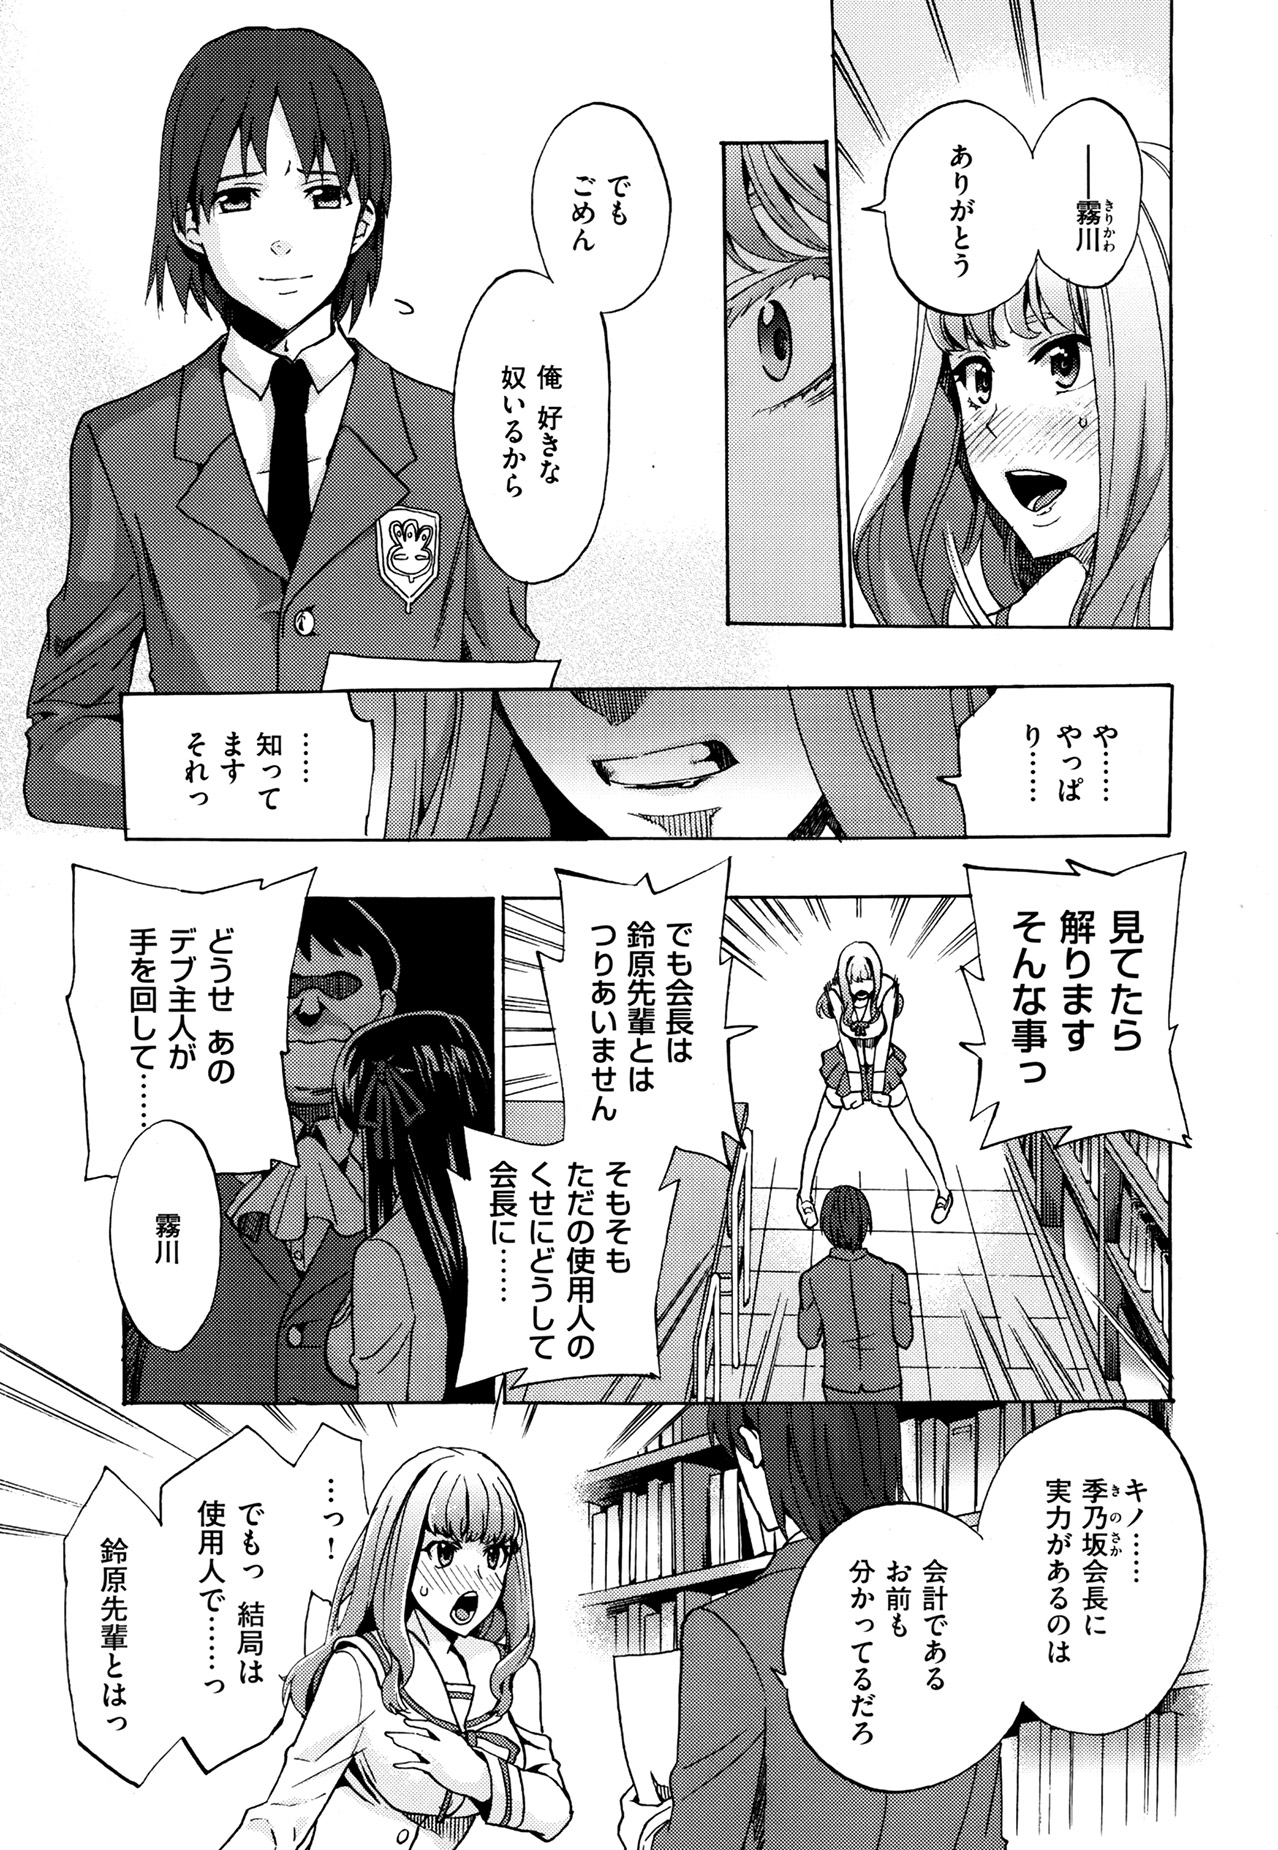 ――霧川
きりかわ
ありがとう
でも
ごめん
俺 好きな
奴いるから
や……
やっぱ
り……
……
知って
ます
それっ
見てたら
解ります
そんな事っ
でも会長は
鈴原先輩とは
つりあいません
そもそも
ただの使用人の
くせにどうして
会長に……
どうせ あの
デブ主人が
手を回して……
霧川
キノ……
季乃坂会長に
きのさか
実力があるのは
会計である
お前も
分かってるだろ
…っ！
でもっ 結局は
使用人で……っ
鈴原先輩とはっ